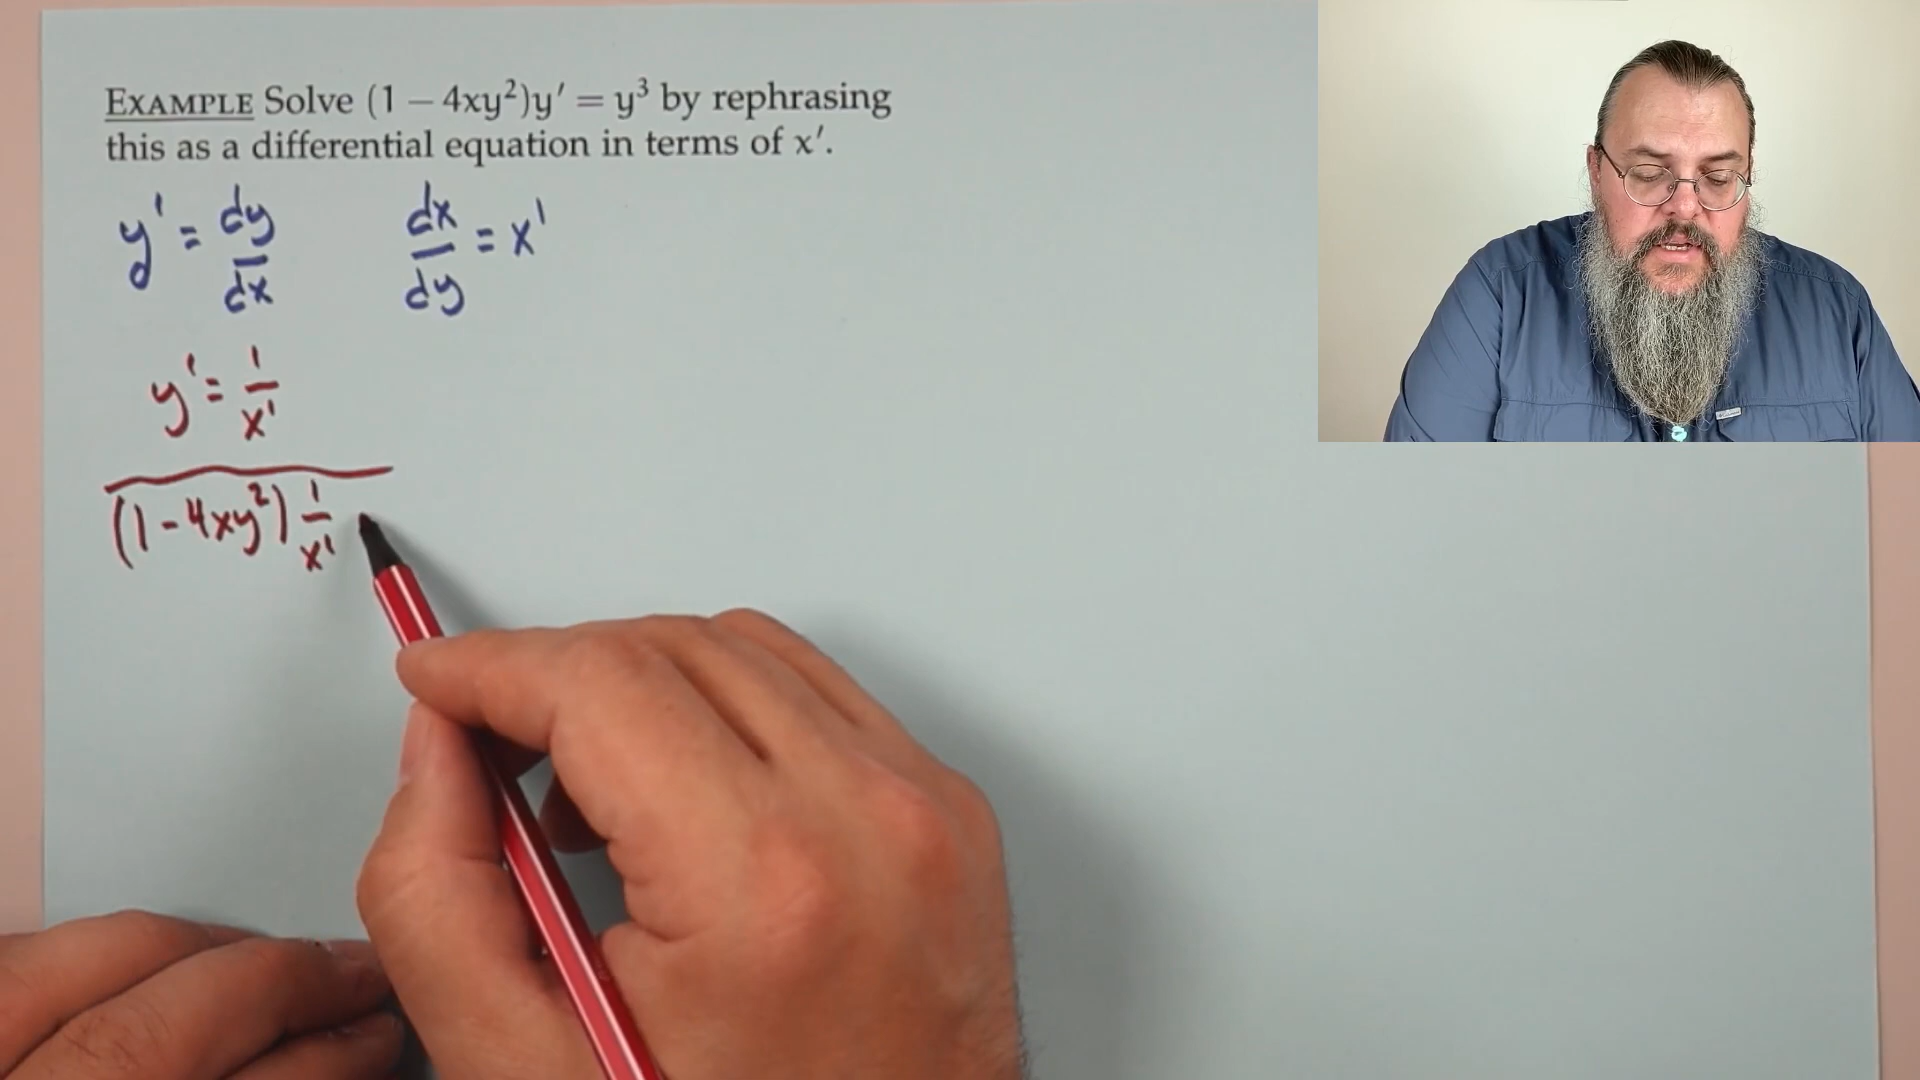 EXAMPLE Solve (1 − 4xy²)y′ = y³ by rephrasing
this as a differential equation in terms of x′.
y' = dy/dx    dx/dy = x'
y' = 1/x'
(1 - 4xy²) 1/x'